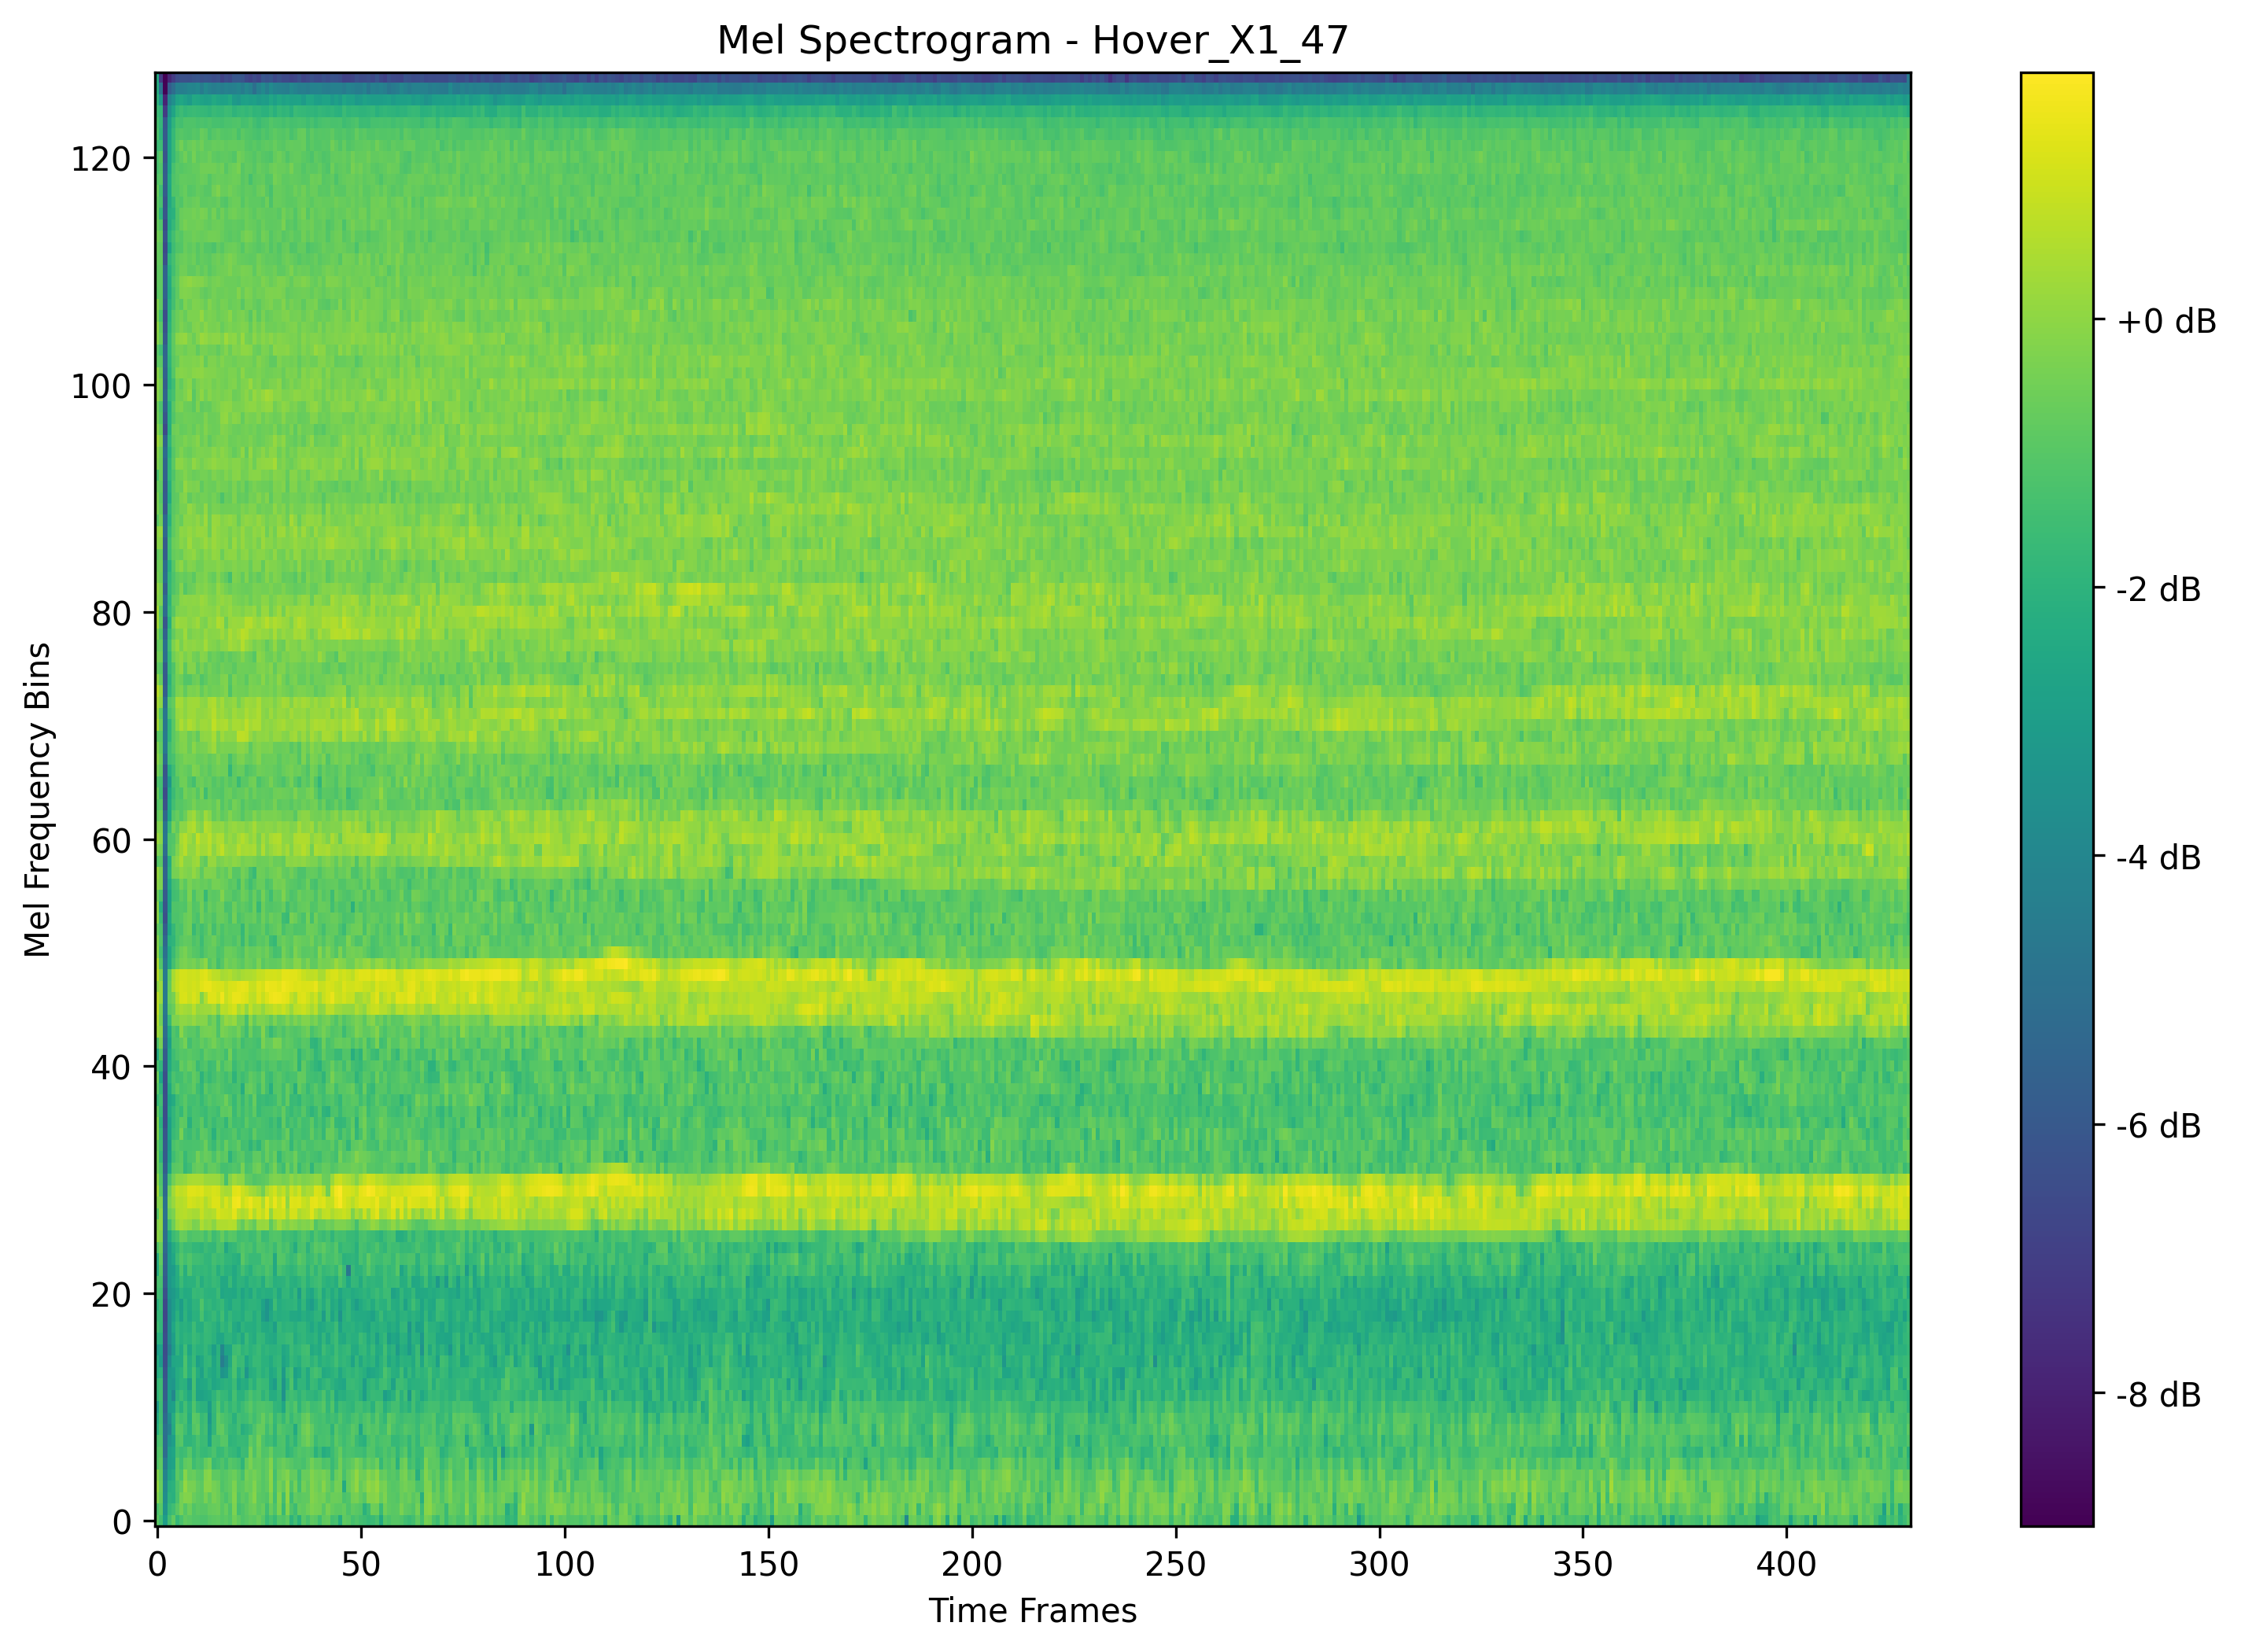 Mel Spectrogram - Hover_X1_47
120
100
80
60
40
20
0
Mel Frequency Bins
0 50 100 150 200 250 300 350 400
Time Frames
+0 dB
-2 dB
-4 dB
-6 dB
-8 dB